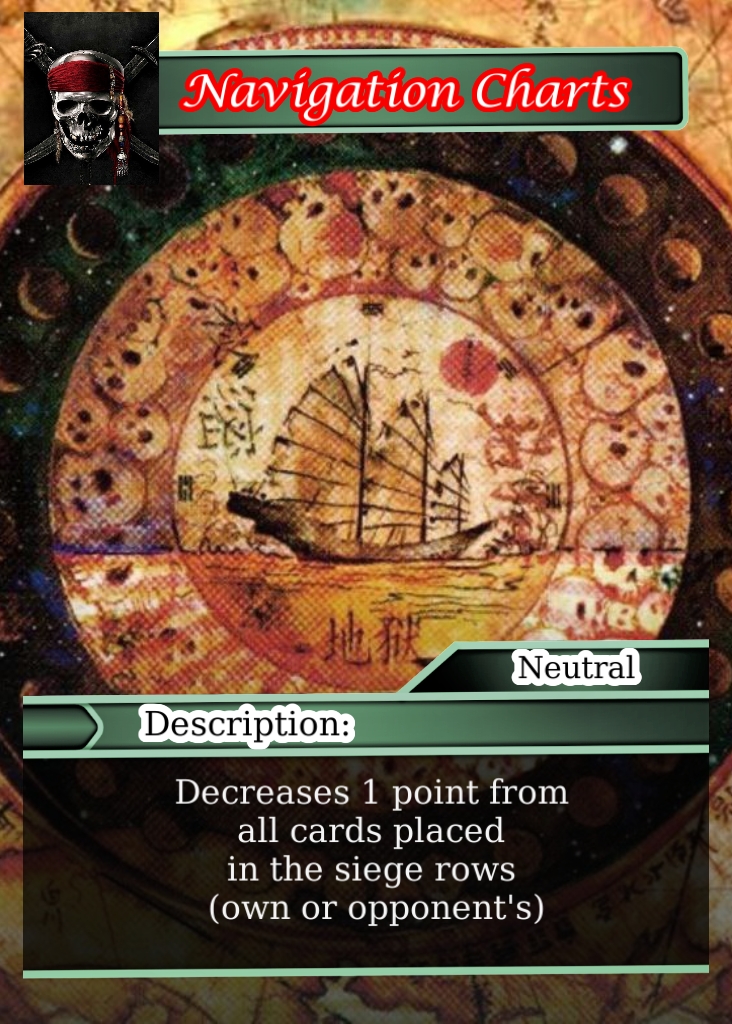 Navigation Charts
地獄
Neutral
Description:
Decreases 1 point from
all cards placed
in the siege rows
(own or opponent's)